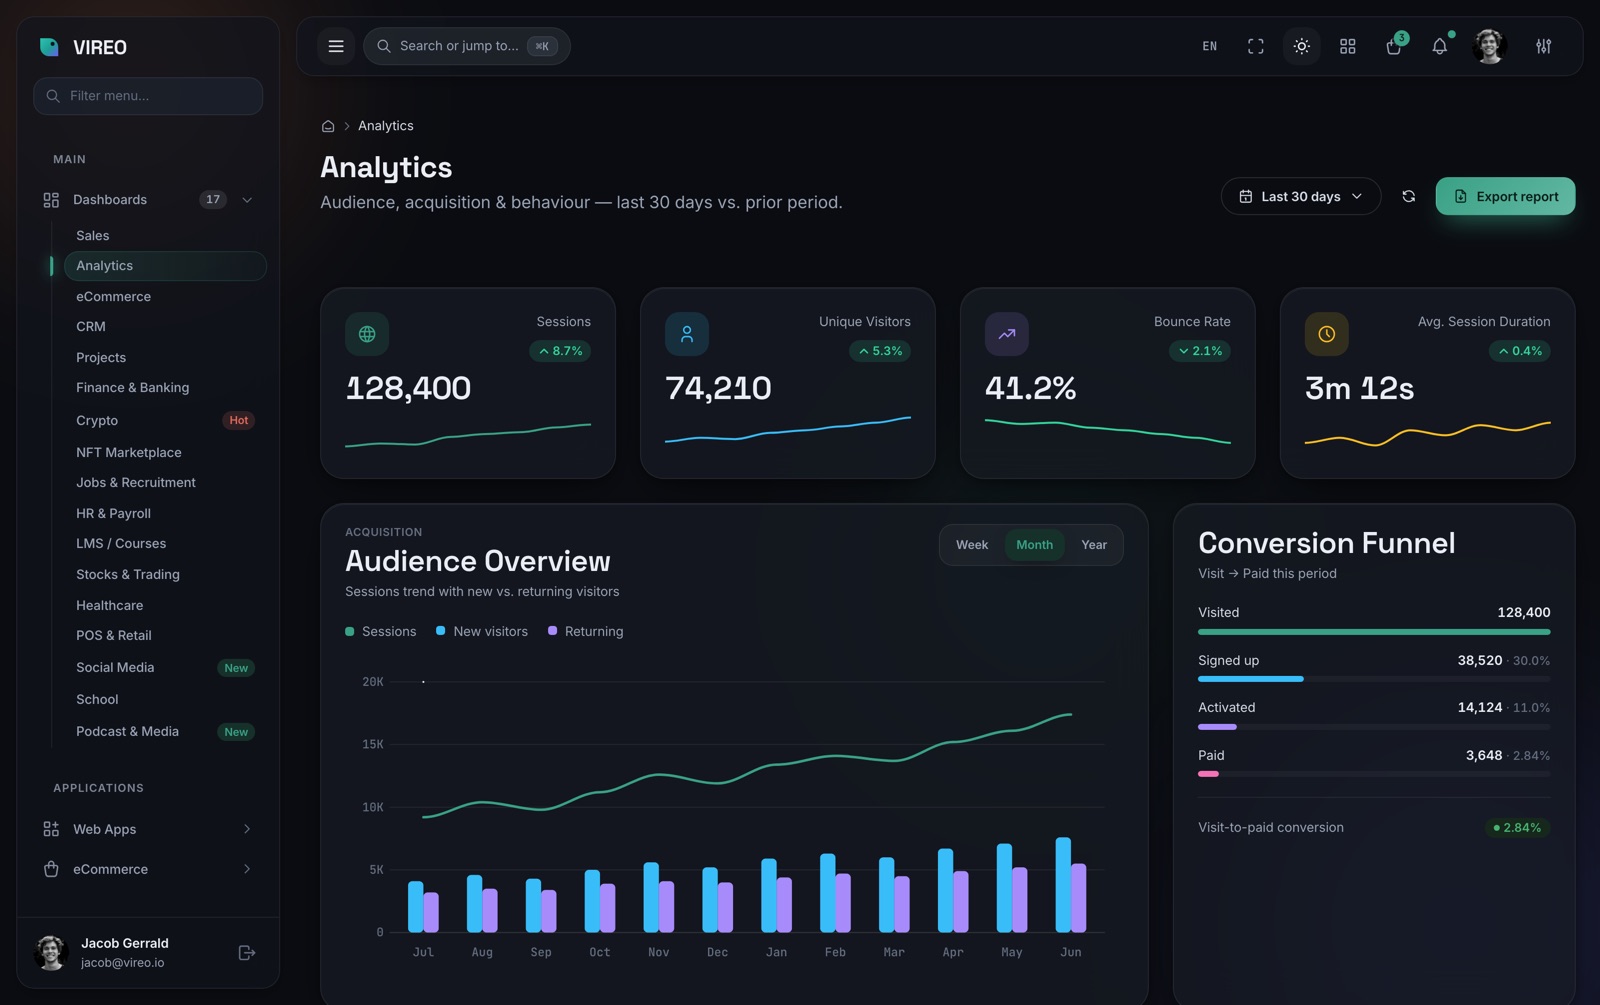 VIREO
Filter menu...
MAIN
Dashboards 17
Sales
Analytics
eCommerce
CRM
Projects
Finance & Banking
Crypto Hot
NFT Marketplace
Jobs & Recruitment
HR & Payroll
LMS / Courses
Stocks & Trading
Healthcare
POS & Retail
Social Media New
School
Podcast & Media New
APPLICATIONS
Web Apps
eCommerce
Jacob Gerrald
jacob@vireo.io
Search or jump to... ⌘K
EN
3
Analytics
Analytics
Audience, acquisition & behaviour — last 30 days vs. prior period.
Last 30 days
Export report
Sessions
8.7%
128,400
Unique Visitors
5.3%
74,210
Bounce Rate
2.1%
41.2%
Avg. Session Duration
0.4%
3m 12s
ACQUISITION
Audience Overview
Sessions trend with new vs. returning visitors
Week Month Year
Sessions New visitors Returning
20K
15K
10K
5K
0
Jul Aug Sep Oct Nov Dec Jan Feb Mar Apr May Jun
Conversion Funnel
Visit → Paid this period
Visited 128,400
Signed up 38,520 · 30.0%
Activated 14,124 · 11.0%
Paid 3,648 · 2.84%
Visit-to-paid conversion 2.84%